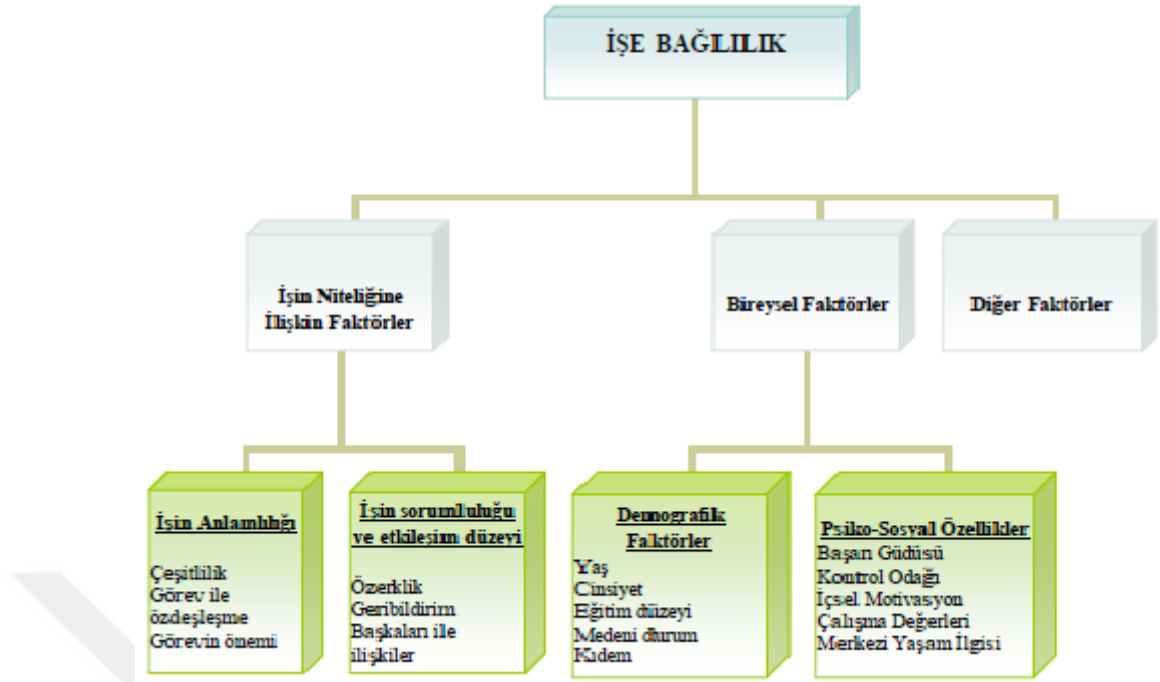 İŞE BAĞILILIK
İşin Niteliğine
İlişkin Faktörler
Bireysel Faktörler
Diğer Faktörler
İşin Anlamlılığı
Çeşitlilik
Görev ile
özdeşleşme
Görevin önemi
İşin sorumluluğu
ve etkileşim düzeyi
Özerklik
Geribildirim
Başkaları ile
ilişkiler
Demografik
Faktörler
Yaş
Cinsiyet
Eğitim düzeyi
Medeni durum
Kıdem
Psiko-Sosyal Özellikler
Başarı Güdüsü
Kontrol Odağı
İçsel Motivasyon
Çalışma Değerleri
Merkezi Yaşam İlgisi